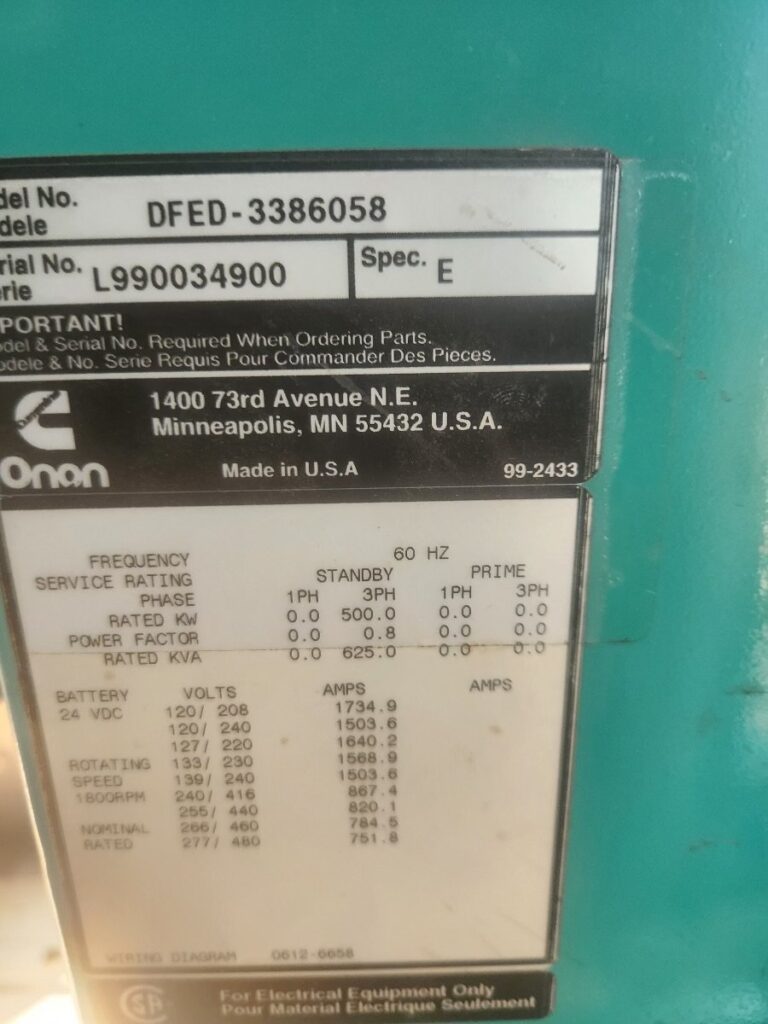 del No. DFED-3386058
dele
rial No. L990034900 Spec. E
rie
PORTANT!
odel & Serial No. Required When Ordering Parts.
odele & No. Serie Requis Pour Commander Des Pieces.
1400 73rd Avenue N.E.
Minneapolis, MN 55432 U.S.A.
Onan Made in U.S.A 99-2433
FREQUENCY 60 HZ
SERVICE RATING STANDBY PRIME
PHASE 1PH 3PH 1PH 3PH
RATED KW 0.0 500.0 0.0 0.0
POWER FACTOR 0.0 0.8 0.0 0.0
RATED KVA 0.0 625.0 0.0 0.0
BATTERY VOLTS AMPS AMPS
24 VDC 120/ 208 1734.9
120/ 240 1503.6
127/ 220 1640.2
ROTATING 133/ 230 1568.9
SPEED 139/ 240 1503.6
1800RPM 240/ 416 867.4
255/ 440 820.1
NOMINAL 266/ 460 784.5
RATED 277/ 480 751.8
WIRING DIAGRAM 0612-6658
For Electrical Equipment Only
Pour Material Electrique Seulement